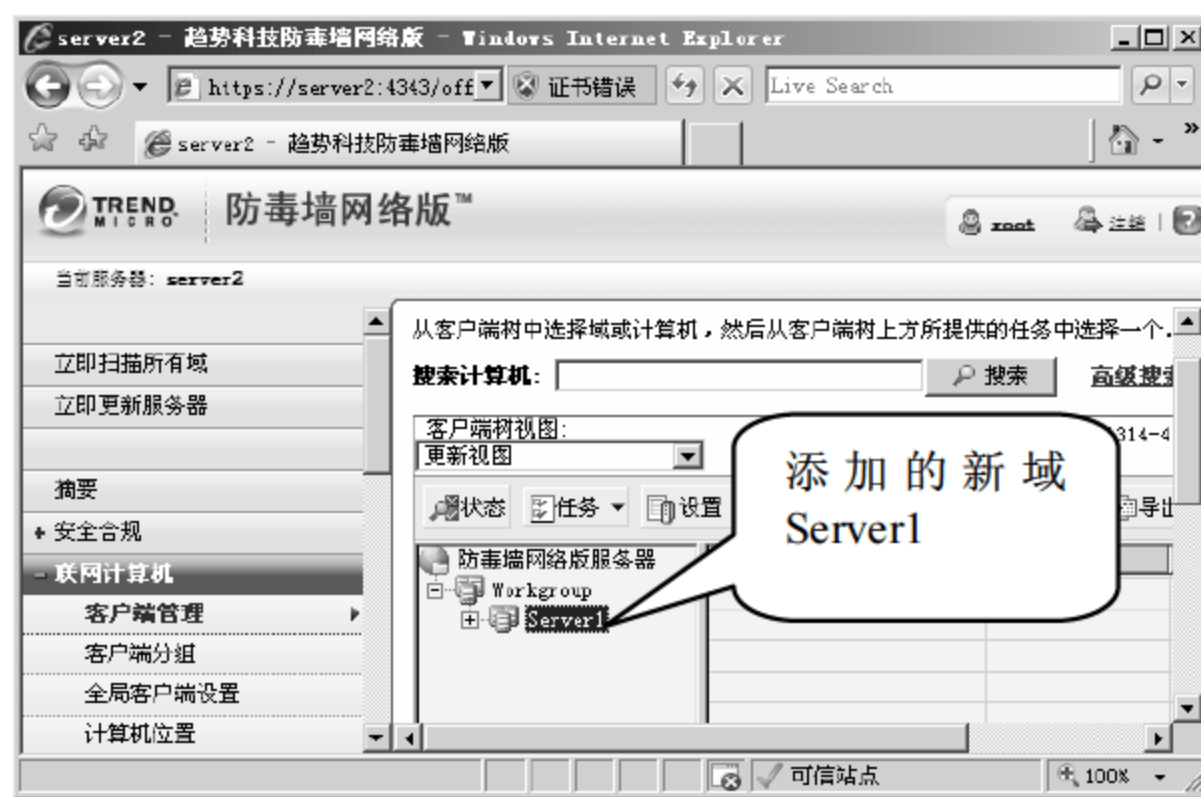 server2 - 趋势科技防毒墙网络版 - Windows Internet Explorer
https://server2:4343/off 证书错误 Live Search
server2 - 趋势科技防毒墙网络版 »
TREND MICRO 防毒墙网络版™
root 注销 | ?
当前服务器: server2
从客户端树中选择域或计算机，然后从客户端树上方所提供的任务中选择一个.
立即扫描所有域
搜索计算机: 搜索 高级搜索
立即更新服务器
客户端树视图: 314-4
更新视图
添加的新域
Server1
摘要
状态 任务 设置 导出
+ 安全合规
防毒墙网络版服务器
- 联网计算机
Workgroup
客户端管理
Server1
客户端分组
全局客户端设置
计算机位置
可信站点 100%